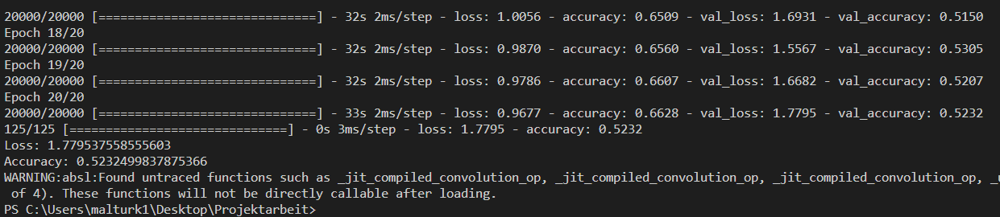 20000/20000 [==============================] - 32s 2ms/step - loss: 1.0056 - accuracy: 0.6509 - val_loss: 1.6931 - val_accuracy: 0.5150
Epoch 18/20
20000/20000 [==============================] - 32s 2ms/step - loss: 0.9870 - accuracy: 0.6560 - val_loss: 1.5567 - val_accuracy: 0.5305
Epoch 19/20
20000/20000 [==============================] - 32s 2ms/step - loss: 0.9786 - accuracy: 0.6607 - val_loss: 1.6682 - val_accuracy: 0.5207
Epoch 20/20
20000/20000 [==============================] - 33s 2ms/step - loss: 0.9677 - accuracy: 0.6628 - val_loss: 1.7795 - val_accuracy: 0.5232
125/125 [==============================] - 0s 3ms/step - loss: 1.7795 - accuracy: 0.5232
Loss: 1.779537558555603
Accuracy: 0.5232499837875366
WARNING:absl:Found untraced functions such as _jit_compiled_convolution_op, _jit_compiled_convolution_op, _jit_compiled_convolution_op,
of 4). These functions will not be directly callable after loading.
PS C:\Users\malturk1\Desktop\Projektarbeit>